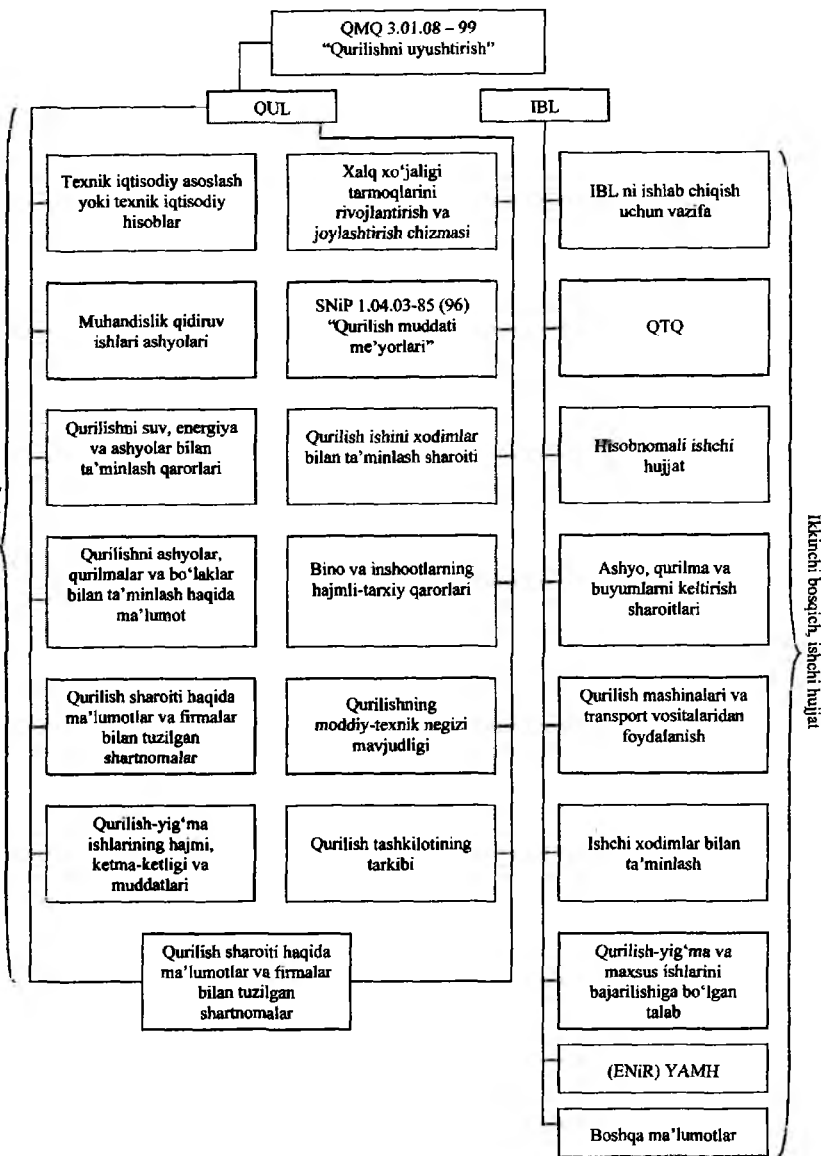 QMQ 3.01.08 – 99
“Qurilishni uyushtirish”
QUL
IBL
Texnik iqtisodiy asoslash
yoki texnik iqtisodiy
hisoblar
Muhandislik qidiruv
ishlari ashyolari
Qurilishni suv, energiya
va ashyolar bilan
ta’minlash qarorlari
Qurilishni ashyolar,
qurilmalar va bo‘laklar
bilan ta’minlash haqida
ma’lumot
Qurilish sharoiti haqida
ma’lumotlar va firmalar
bilan tuzilgan
shartnomalar
Qurilish-yig‘ma
ishlarining hajmi,
ketma-ketligi va
muddatlari
Xalq xo‘jaligi
tarmoqlarini
rivojlantirish va
joylashtirish chizmasi
SNiP 1.04.03-85 (96)
“Qurilish muddati
me’yorlari”
Qurilish ishini xodimlar
bilan ta’minlash sharoiti
Bino va inshootlarning
hajmli-tarxiy qarorlari
Qurilishning
moddiy-texnik negizi
mavjudligi
Qurilish tashkilotining
tarkibi
Qurilish sharoiti haqida
ma’lumotlar va firmalar
bilan tuzilgan
shartnomalar
IBL ni ishlab chiqish
uchun vazifa
QTQ
Hisobnomali ishchi
hujjat
Ashyo, qurilma va
buyumlarni keltirish
sharoitlari
Qurilish mashinalari va
transport vositalaridan
foydalanish
Ishchi xodimlar bilan
ta’minlash
Qurilish-yig‘ma va
maxsus ishlarini
bajarilishiga bo‘lgan
talab
(ENiR) YAMH
Boshqa ma’lumotlar
Ikkinchi bosqich, ishchi hujjat